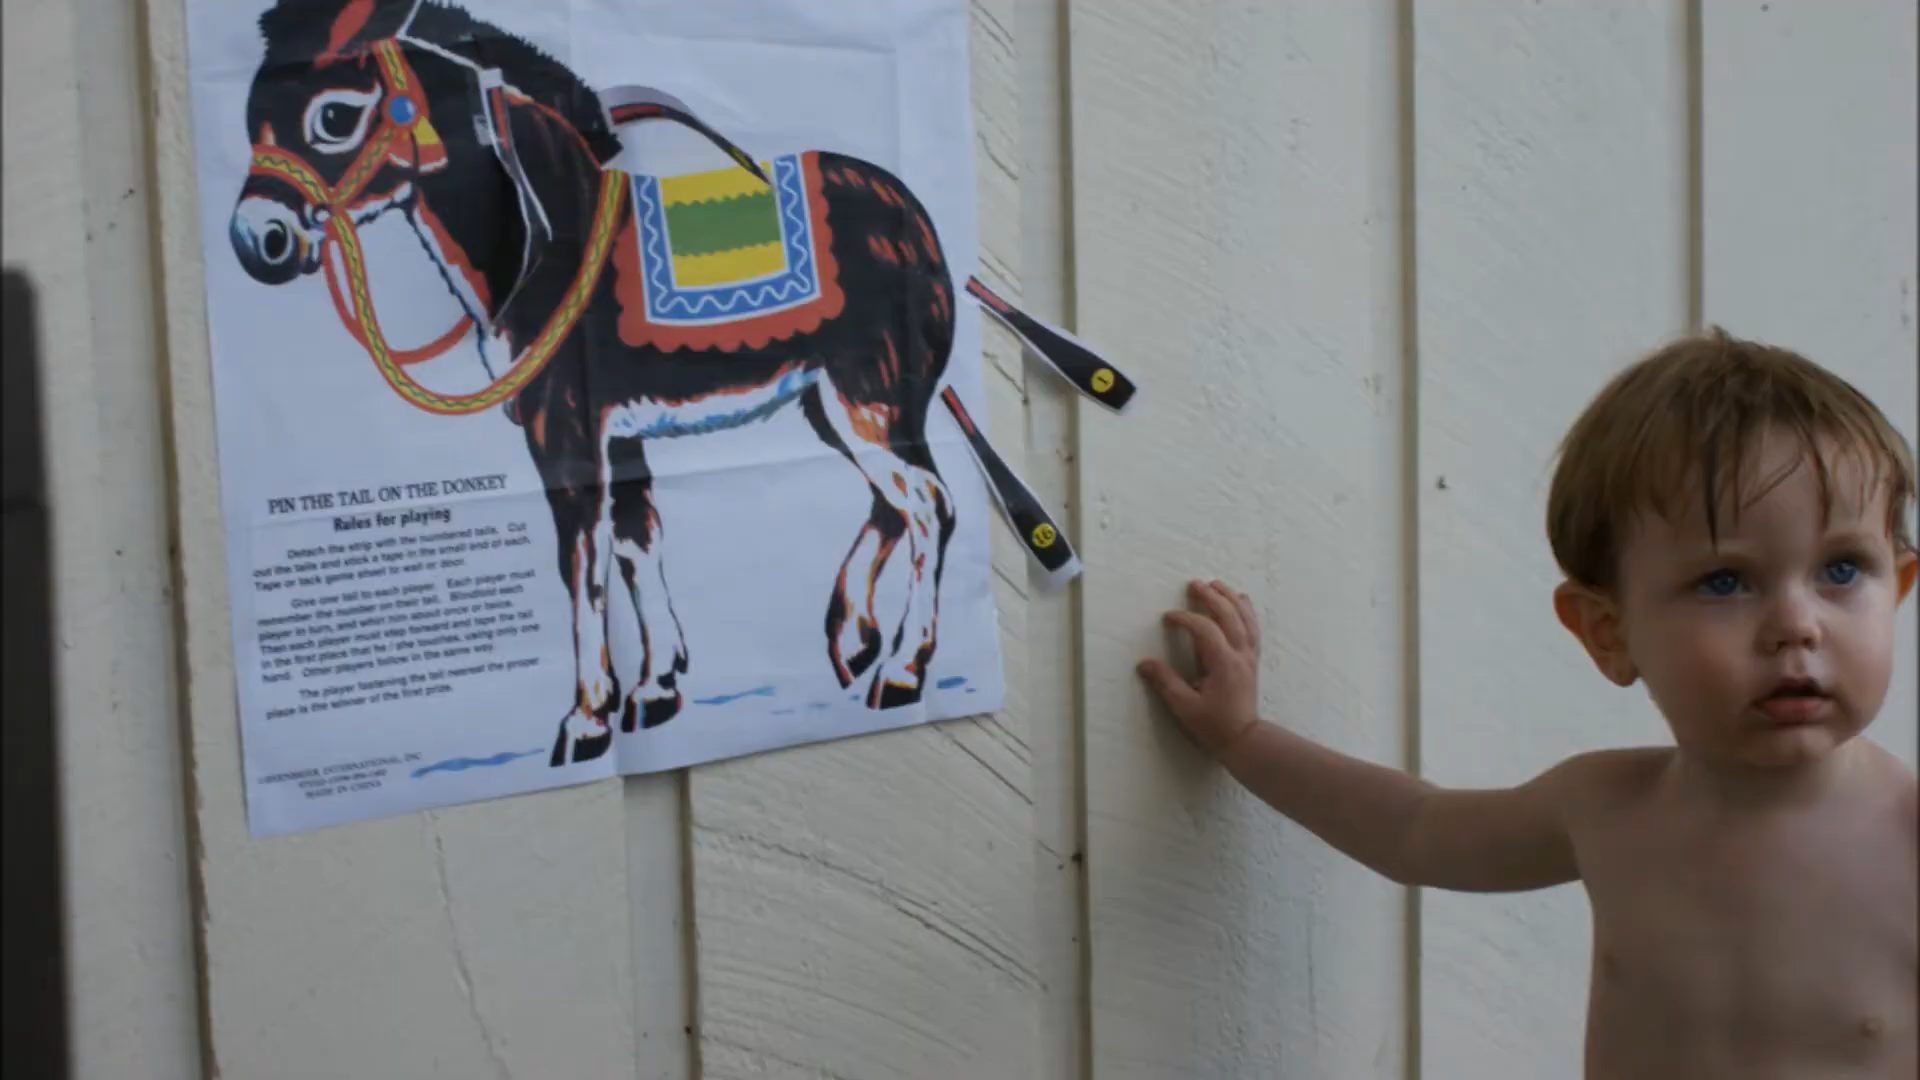 PIN THE TAIL ON THE DONKEY
Rules for playing
Detach the strip with the numbered tails. Cut
out the tails and stick a tape in the small end of each.
Tape or tack game sheet to wall or door.
Give one tail to each player. Each player must
remember the number on their tail. Blindfold each
player in turn, and whirl him about once or twice.
Then each player must step forward and tape the tail
in the first place that he / she touches, using only one
hand. Other players follow in the same way.
The player fastening the tail nearest the proper
place is the winner of the first prize.
INTERNATIONAL, INC
MADE IN CHINA
1
16